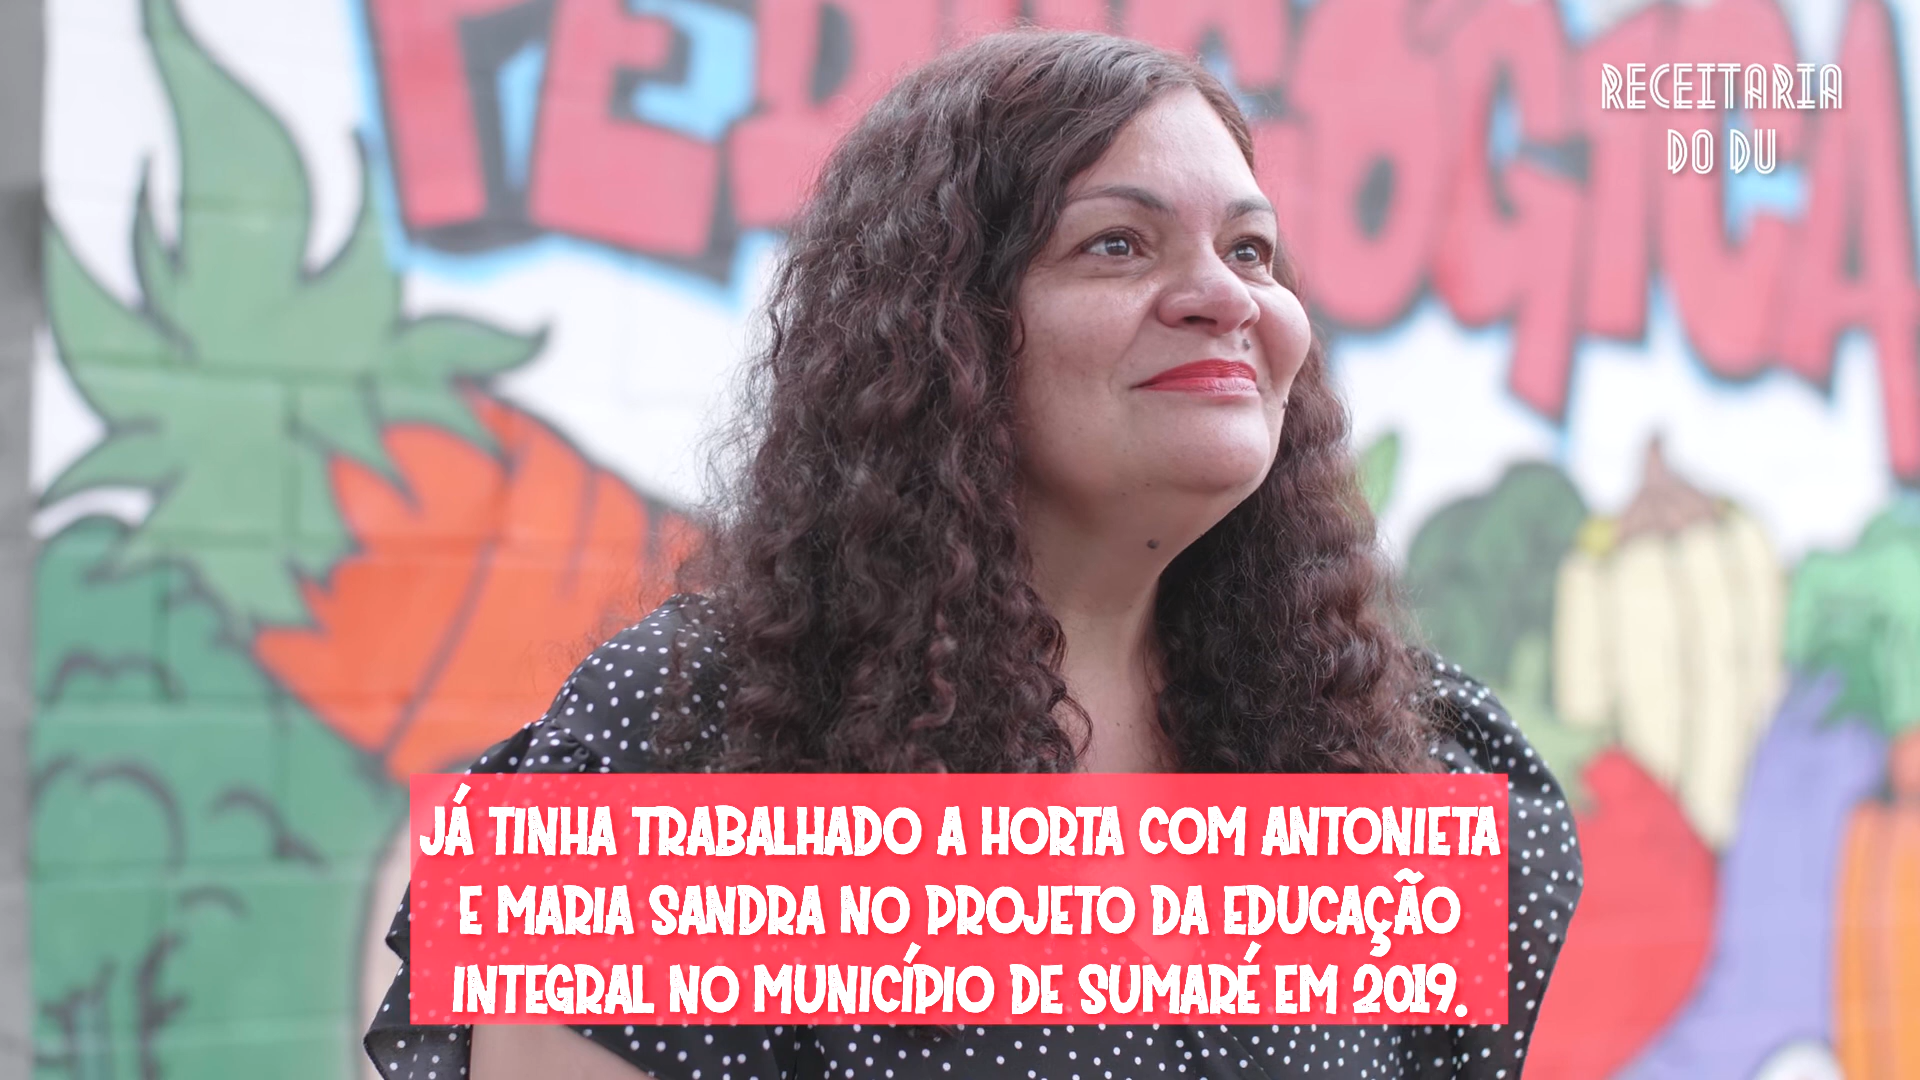 PEDAGÓGICA
RECEITARIA
DO DU
JÁ TINHA TRABALHADO A HORTA COM ANTONIETA
E MARIA SANDRA NO PROJETO DA EDUCAÇÃO
INTEGRAL NO MUNICÍPIO DE SUMARÉ EM 2019.